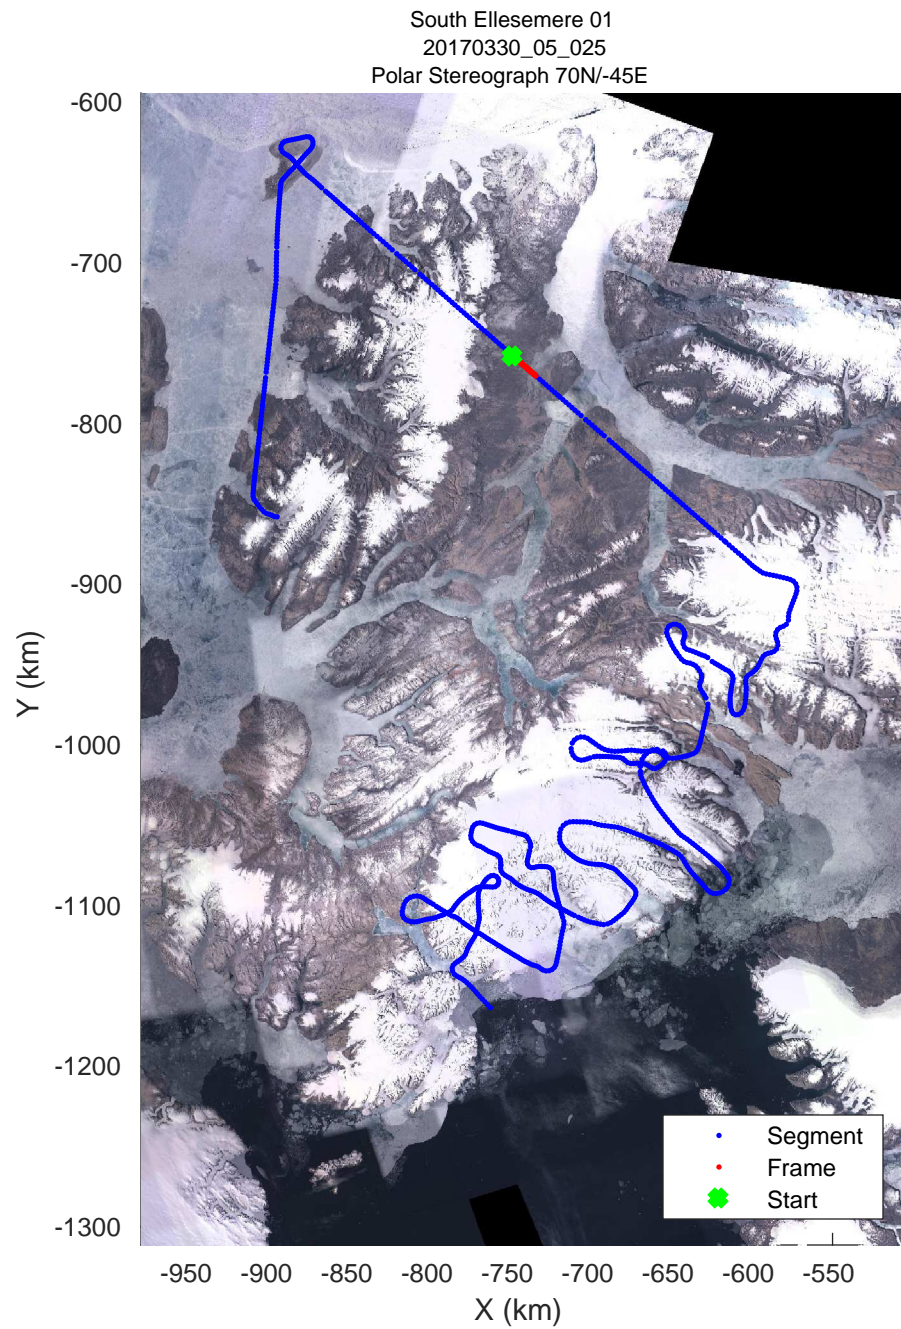 South Ellesemere 01
20170330_05_025
Polar Stereograph 70N/-45E
-600
-700
-800
-900
-1000
-1100
-1200
-1300
Y (km)
Segment
Frame
Start
-950 -900 -850 -800 -750 -700 -650 -600 -550
X (km)